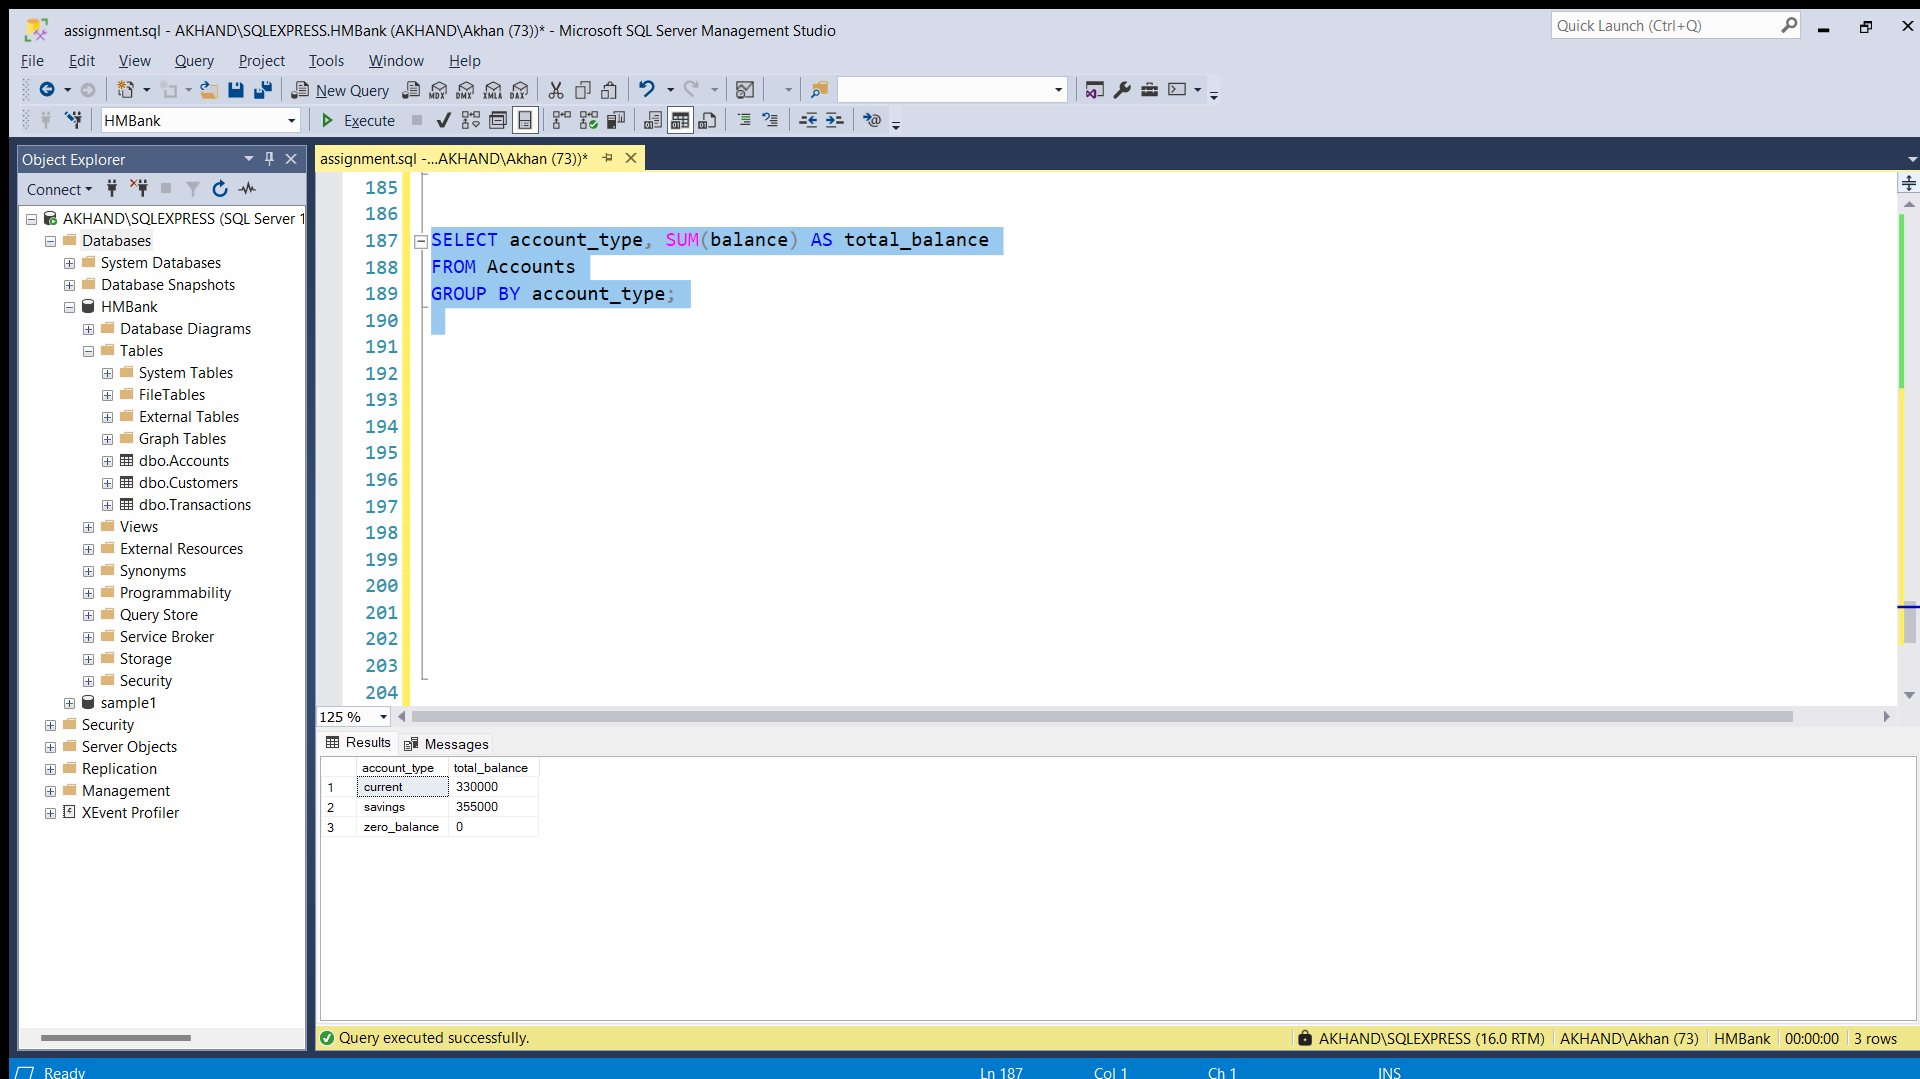 assignment.sql - AKHAND\SQLEXPRESS.HMBank (AKHAND\Akhan (73))* - Microsoft SQL Server Management Studio
Quick Launch (Ctrl+Q)
File Edit View Query Project Tools Window Help
New Query MDX DMX XMLA DAX
HMBank Execute
Object Explorer
assignment.sql -...AKHAND\Akhan (73))*
Connect
AKHAND\SQLEXPRESS (SQL Server 1
Databases
System Databases
Database Snapshots
HMBank
Database Diagrams
Tables
System Tables
FileTables
External Tables
Graph Tables
dbo.Accounts
dbo.Customers
dbo.Transactions
Views
External Resources
Synonyms
Programmability
Query Store
Service Broker
Storage
Security
sample1
Security
Server Objects
Replication
Management
XEvent Profiler
185
186
187 SELECT account_type, SUM(balance) AS total_balance
188 FROM Accounts
189 GROUP BY account_type;
190
191
192
193
194
195
196
197
198
199
200
201
202
203
204
125 %
Results Messages
account_type total_balance
1 current 330000
2 savings 355000
3 zero_balance 0
Query executed successfully. AKHAND\SQLEXPRESS (16.0 RTM) AKHAND\Akhan (73) HMBank 00:00:00 3 rows
Ready Ln 187 Col 1 Ch 1 INS